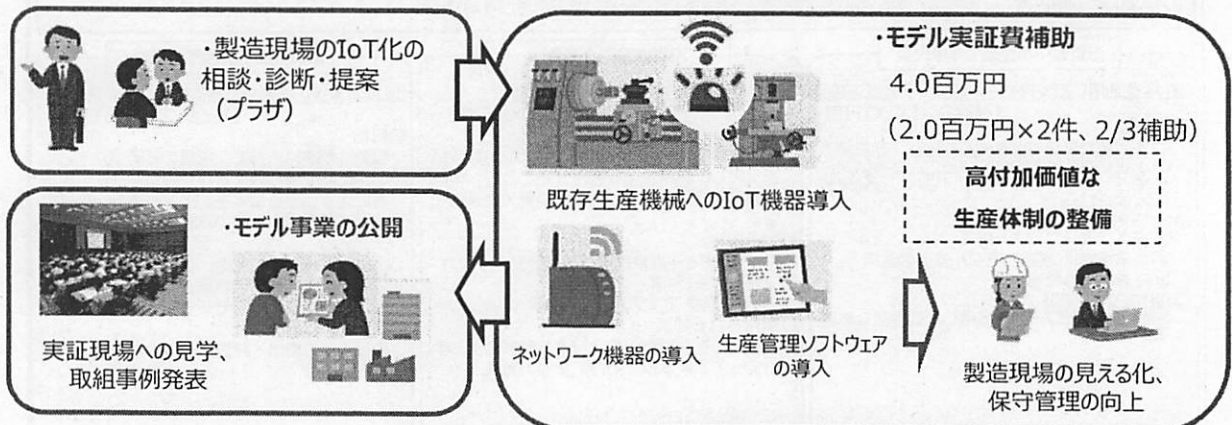 ・製造現場のIoT化の
相談・診断・提案
(プラザ)
・モデル実証費補助
4.0百万円
(2.0百万円×2件、2/3補助)
高付加価値な
生産体制の整備
既存生産機械へのIoT機器導入
ネットワーク機器の導入
生産管理ソフトウェア
の導入
製造現場の見える化、
保守管理の向上
・モデル事業の公開
実証現場への見学、
取組事例発表